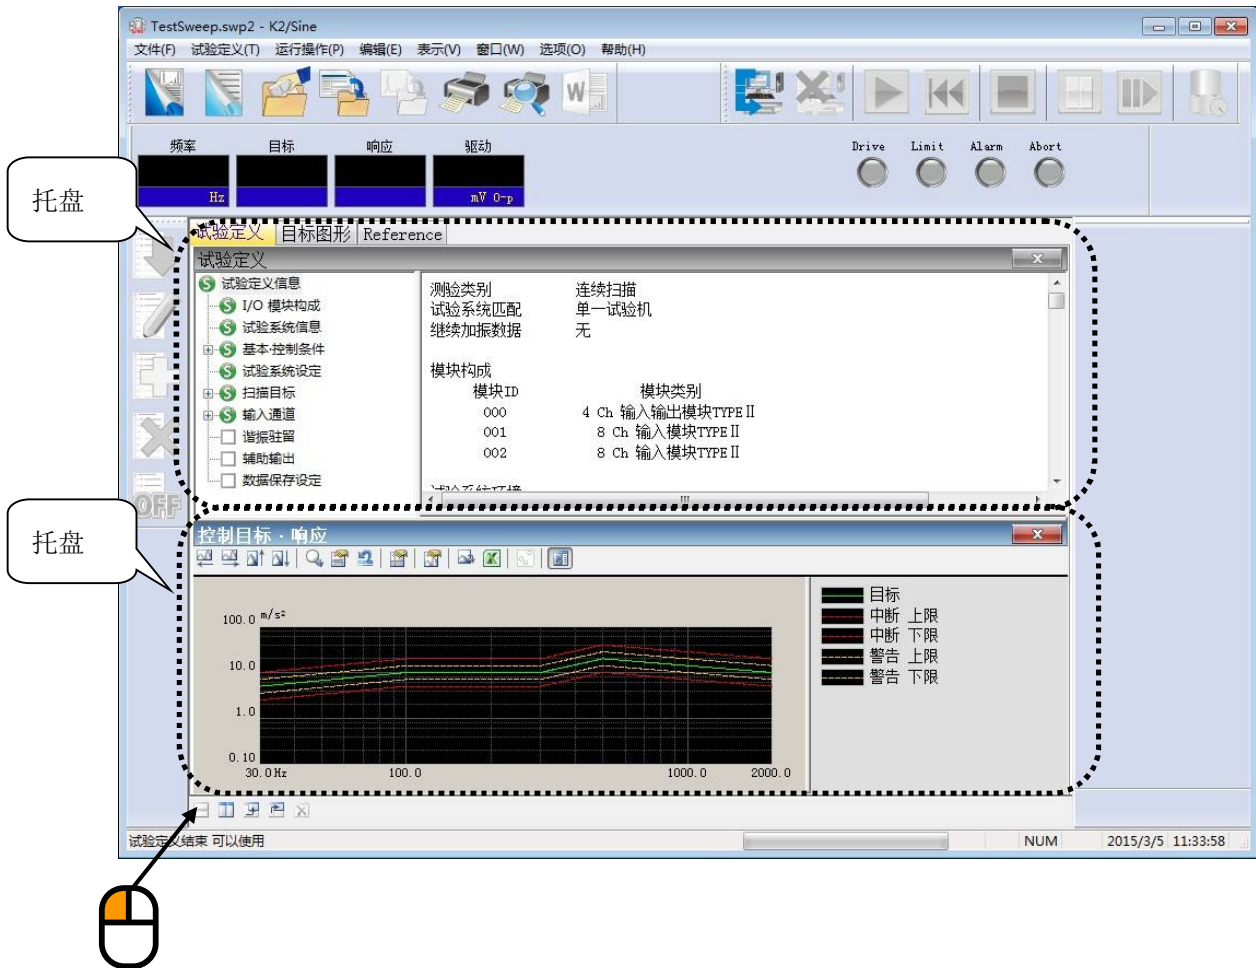 TestSweep.swp2 - K2/Sine
文件(F) 试验定义(T) 运行操作(P) 编辑(E) 表示(V) 窗口(W) 选项(O) 帮助(H)
W
频率 目标 响应 驱动 Drive Limit Alarm Abort
Hz mV 0-p
托盘
试验定义 目标图形 Reference
试验定义
试验定义信息
I/O 模块构成
试验系统信息
基本·控制条件
试验系统设定
扫描目标
输入通道
谐振驻留
辅助输出
数据保存设定
测验类别 连续扫描
试验系统匹配 单一试验机
继续加振数据 无
模块构成
模块ID 模块类别
000 4 Ch 输入输出模块TYPEⅡ
001 8 Ch 输入模块TYPEⅡ
002 8 Ch 输入模块TYPEⅡ
OFF
托盘
控制目标·响应
100.0 m/s²
10.0
1.0
0.10
30.0Hz 100.0 1000.0 2000.0
目标
中断 上限
中断 下限
警告 上限
警告 下限
试验定义结束 可以使用 NUM 2015/3/5 11:33:58